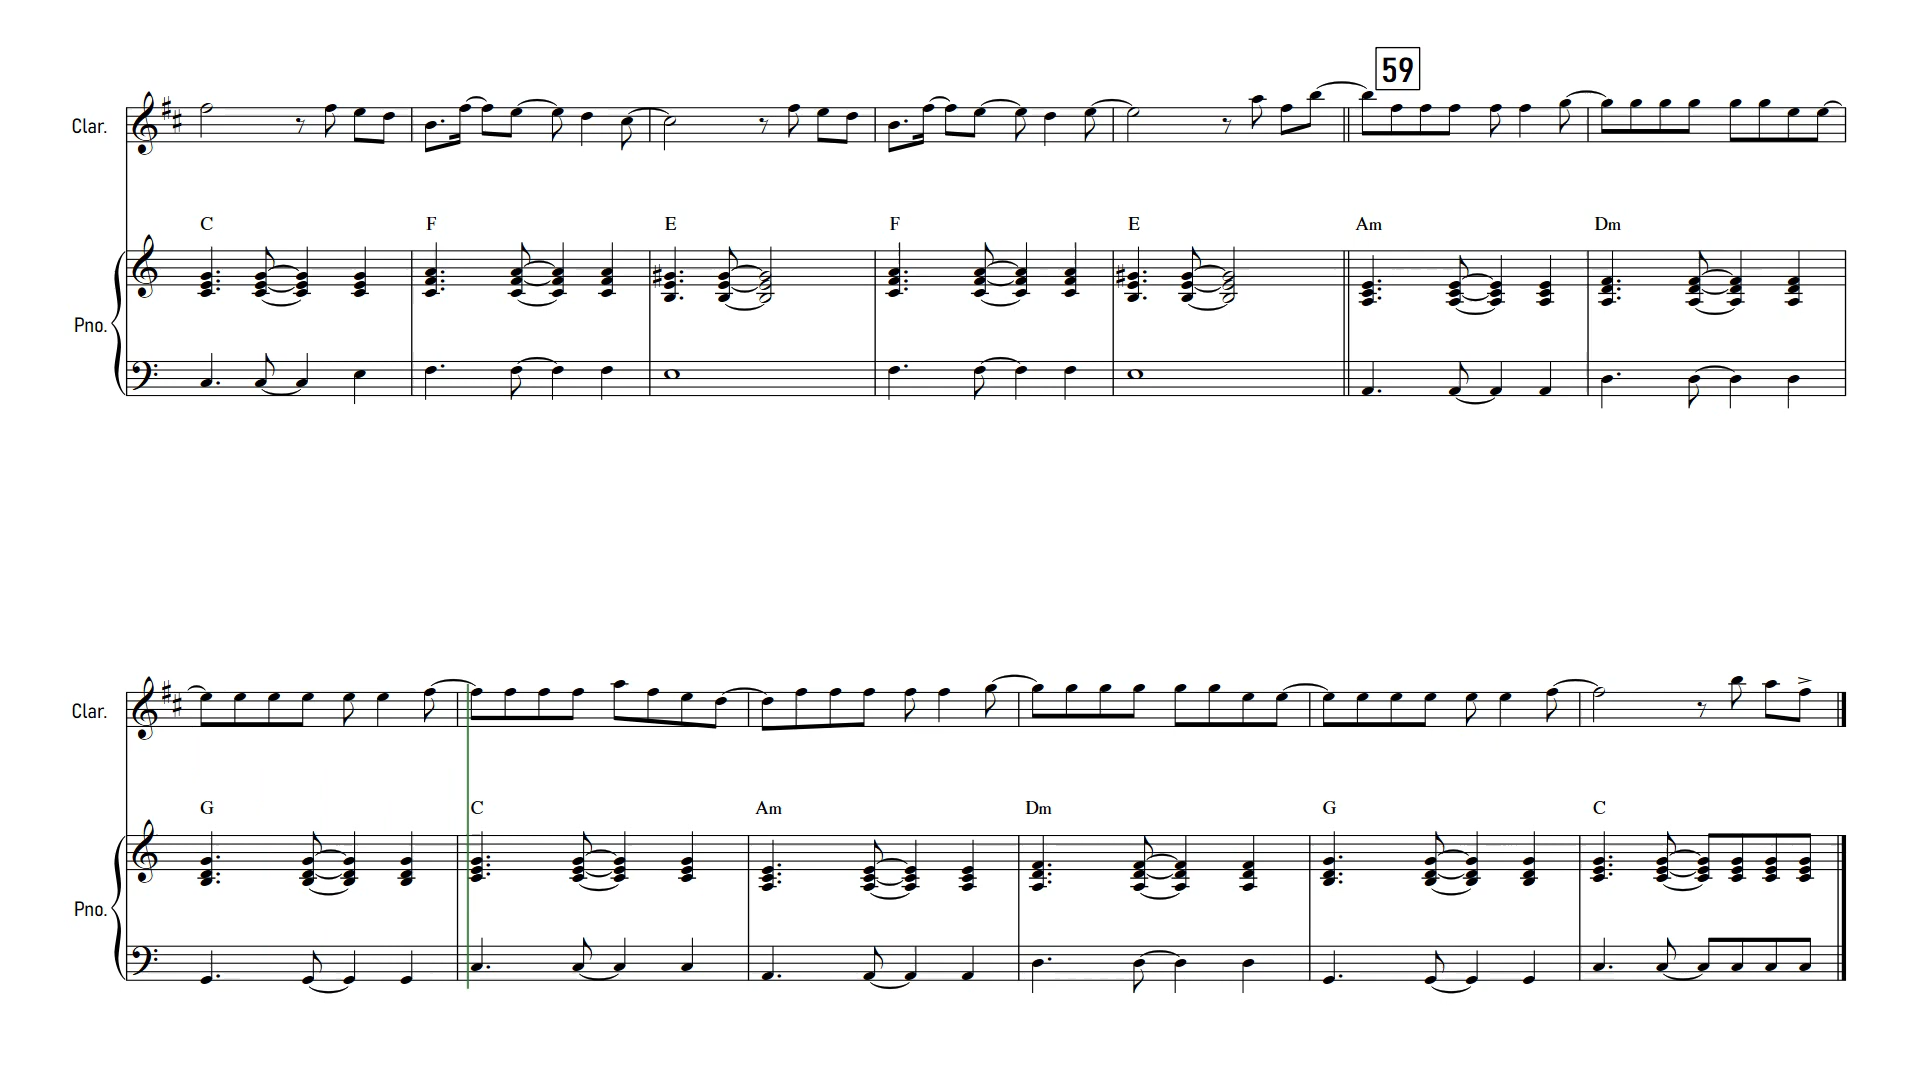 59
Clar.
C F E F E Am Dm
Pno.
Clar.
G C Am Dm G C
Pno.